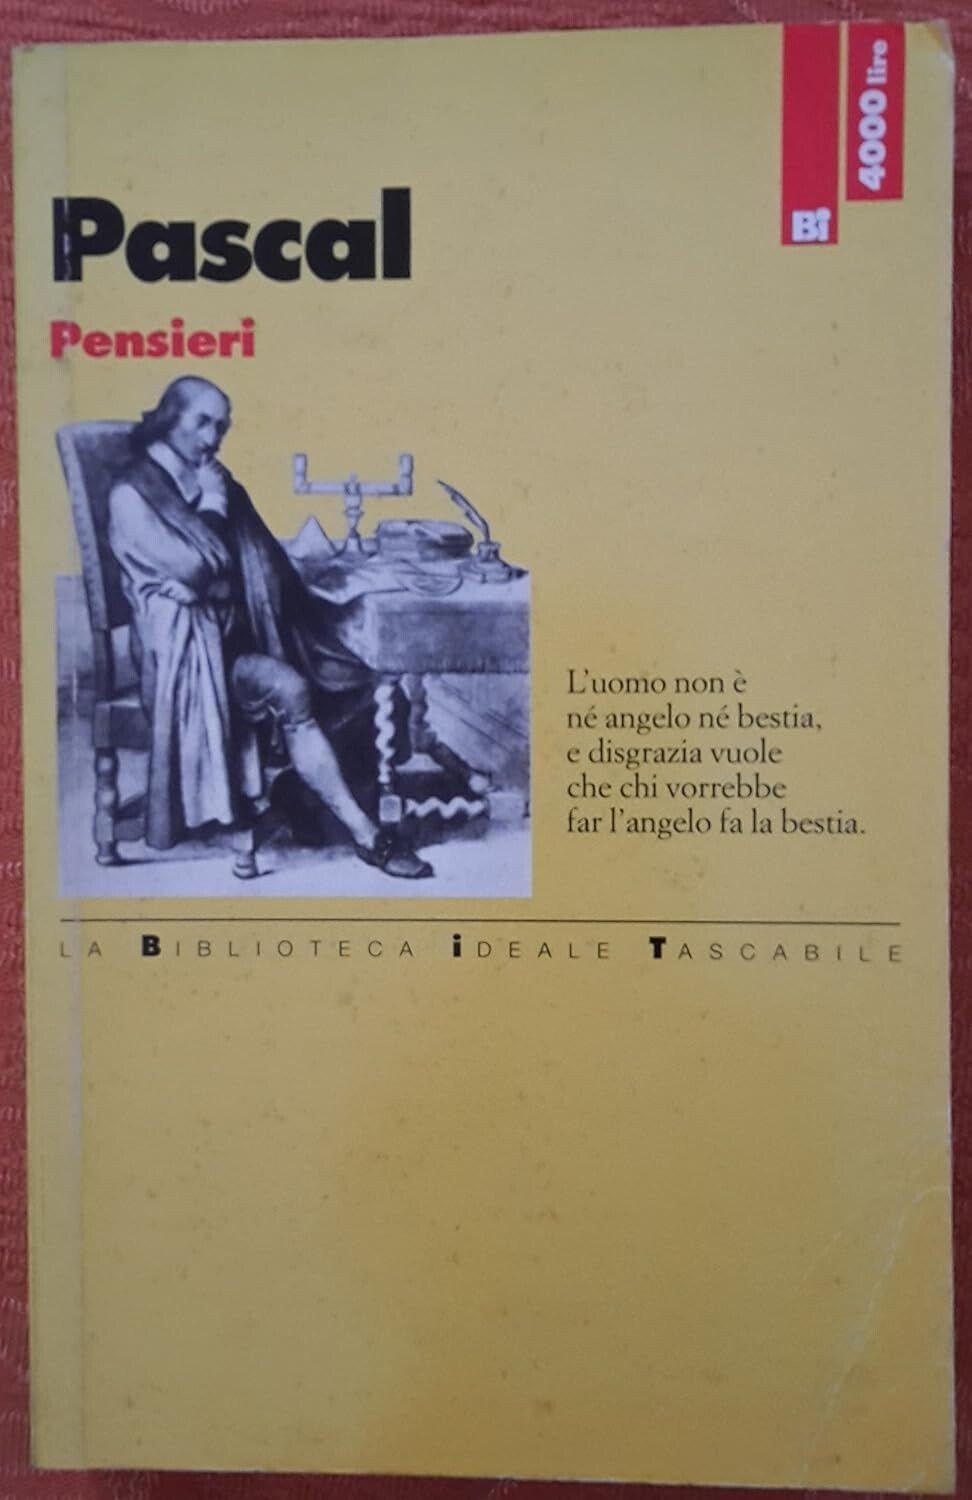 4000 lire
Bi
Pascal
Pensieri
L'uomo non è
né angelo né bestia,
e disgrazia vuole
che chi vorrebbe
far l'angelo fa la bestia.
LA BIBLIOTECA iDEALE TASCABILE